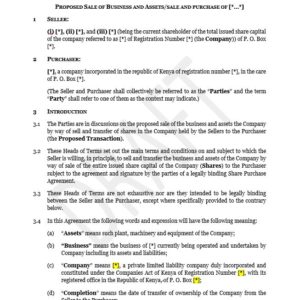 PROPOSED SALE OF BUSINESS AND ASSETS/SALE AND PURCHASE OF [*…*]
1 SELLER:
(i) [*], (ii) [*], and (iii) [*] (being the current shareholder of the total issued share capital
of the company referred to as [*] of Registration Number [*] (the Company)) of P. O. Box
[*].
2 PURCHASER:
[*], a company incorporated in the republic of Kenya of registration number [*], in care of P.
O. Box [*].
(The Seller and Purchaser shall collectively be referred to as the "Parties" and the term
"Party" shall refer to one of them as the context may indicate.)
3 INTRODUCTION
3.1 The Parties are in discussions on the proposed sale of the business and assets the Company
by way of sell and transfer of share in the Company held by the Sellers to the Purchaser
(the Proposed Transaction).
3.2 These Heads of Term set out the main terms and conditions on and subject to which the
Seller is willing, in principle, to sell and transfer the business and assets of the Company by
way of sale of the entire issued share capital of the Company (Shares) to the Purchaser
subject to the agreement and signature by the parties of a legally binding Share Purchase
Agreement.
3.3 These Heads of Term are not exhaustive nor are they intended to be legally binding
between the Seller and the Purchaser, except where specifically provided to the contrary
below.
3.4 In this Agreement the following words and expression will have the following meaning:
(a) "Assets" means such plant, machinery and equipment of the Company;
(b) "Business" means the business of [*] currently being operated and undertaken by
Company including its assets and liabilities;
(c) "Company" means [*], a private limited liability company duly incorporated and
constituted under the Companies Act of Kenya of Registration Number [*], with its
registered office in the Republic of Kenya, of P. O. Box [*];
(d) "Completion" means the date of transfer of ownership of the Company from the
DRAFT